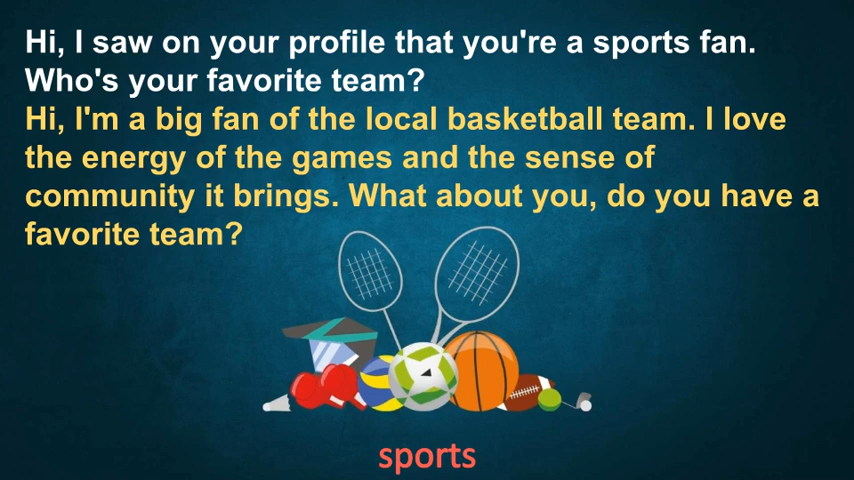 Hi, I saw on your profile that you're a sports fan.
Who's your favorite team?
Hi, I'm a big fan of the local basketball team. I love
the energy of the games and the sense of
community it brings. What about you, do you have a
favorite team?
sports